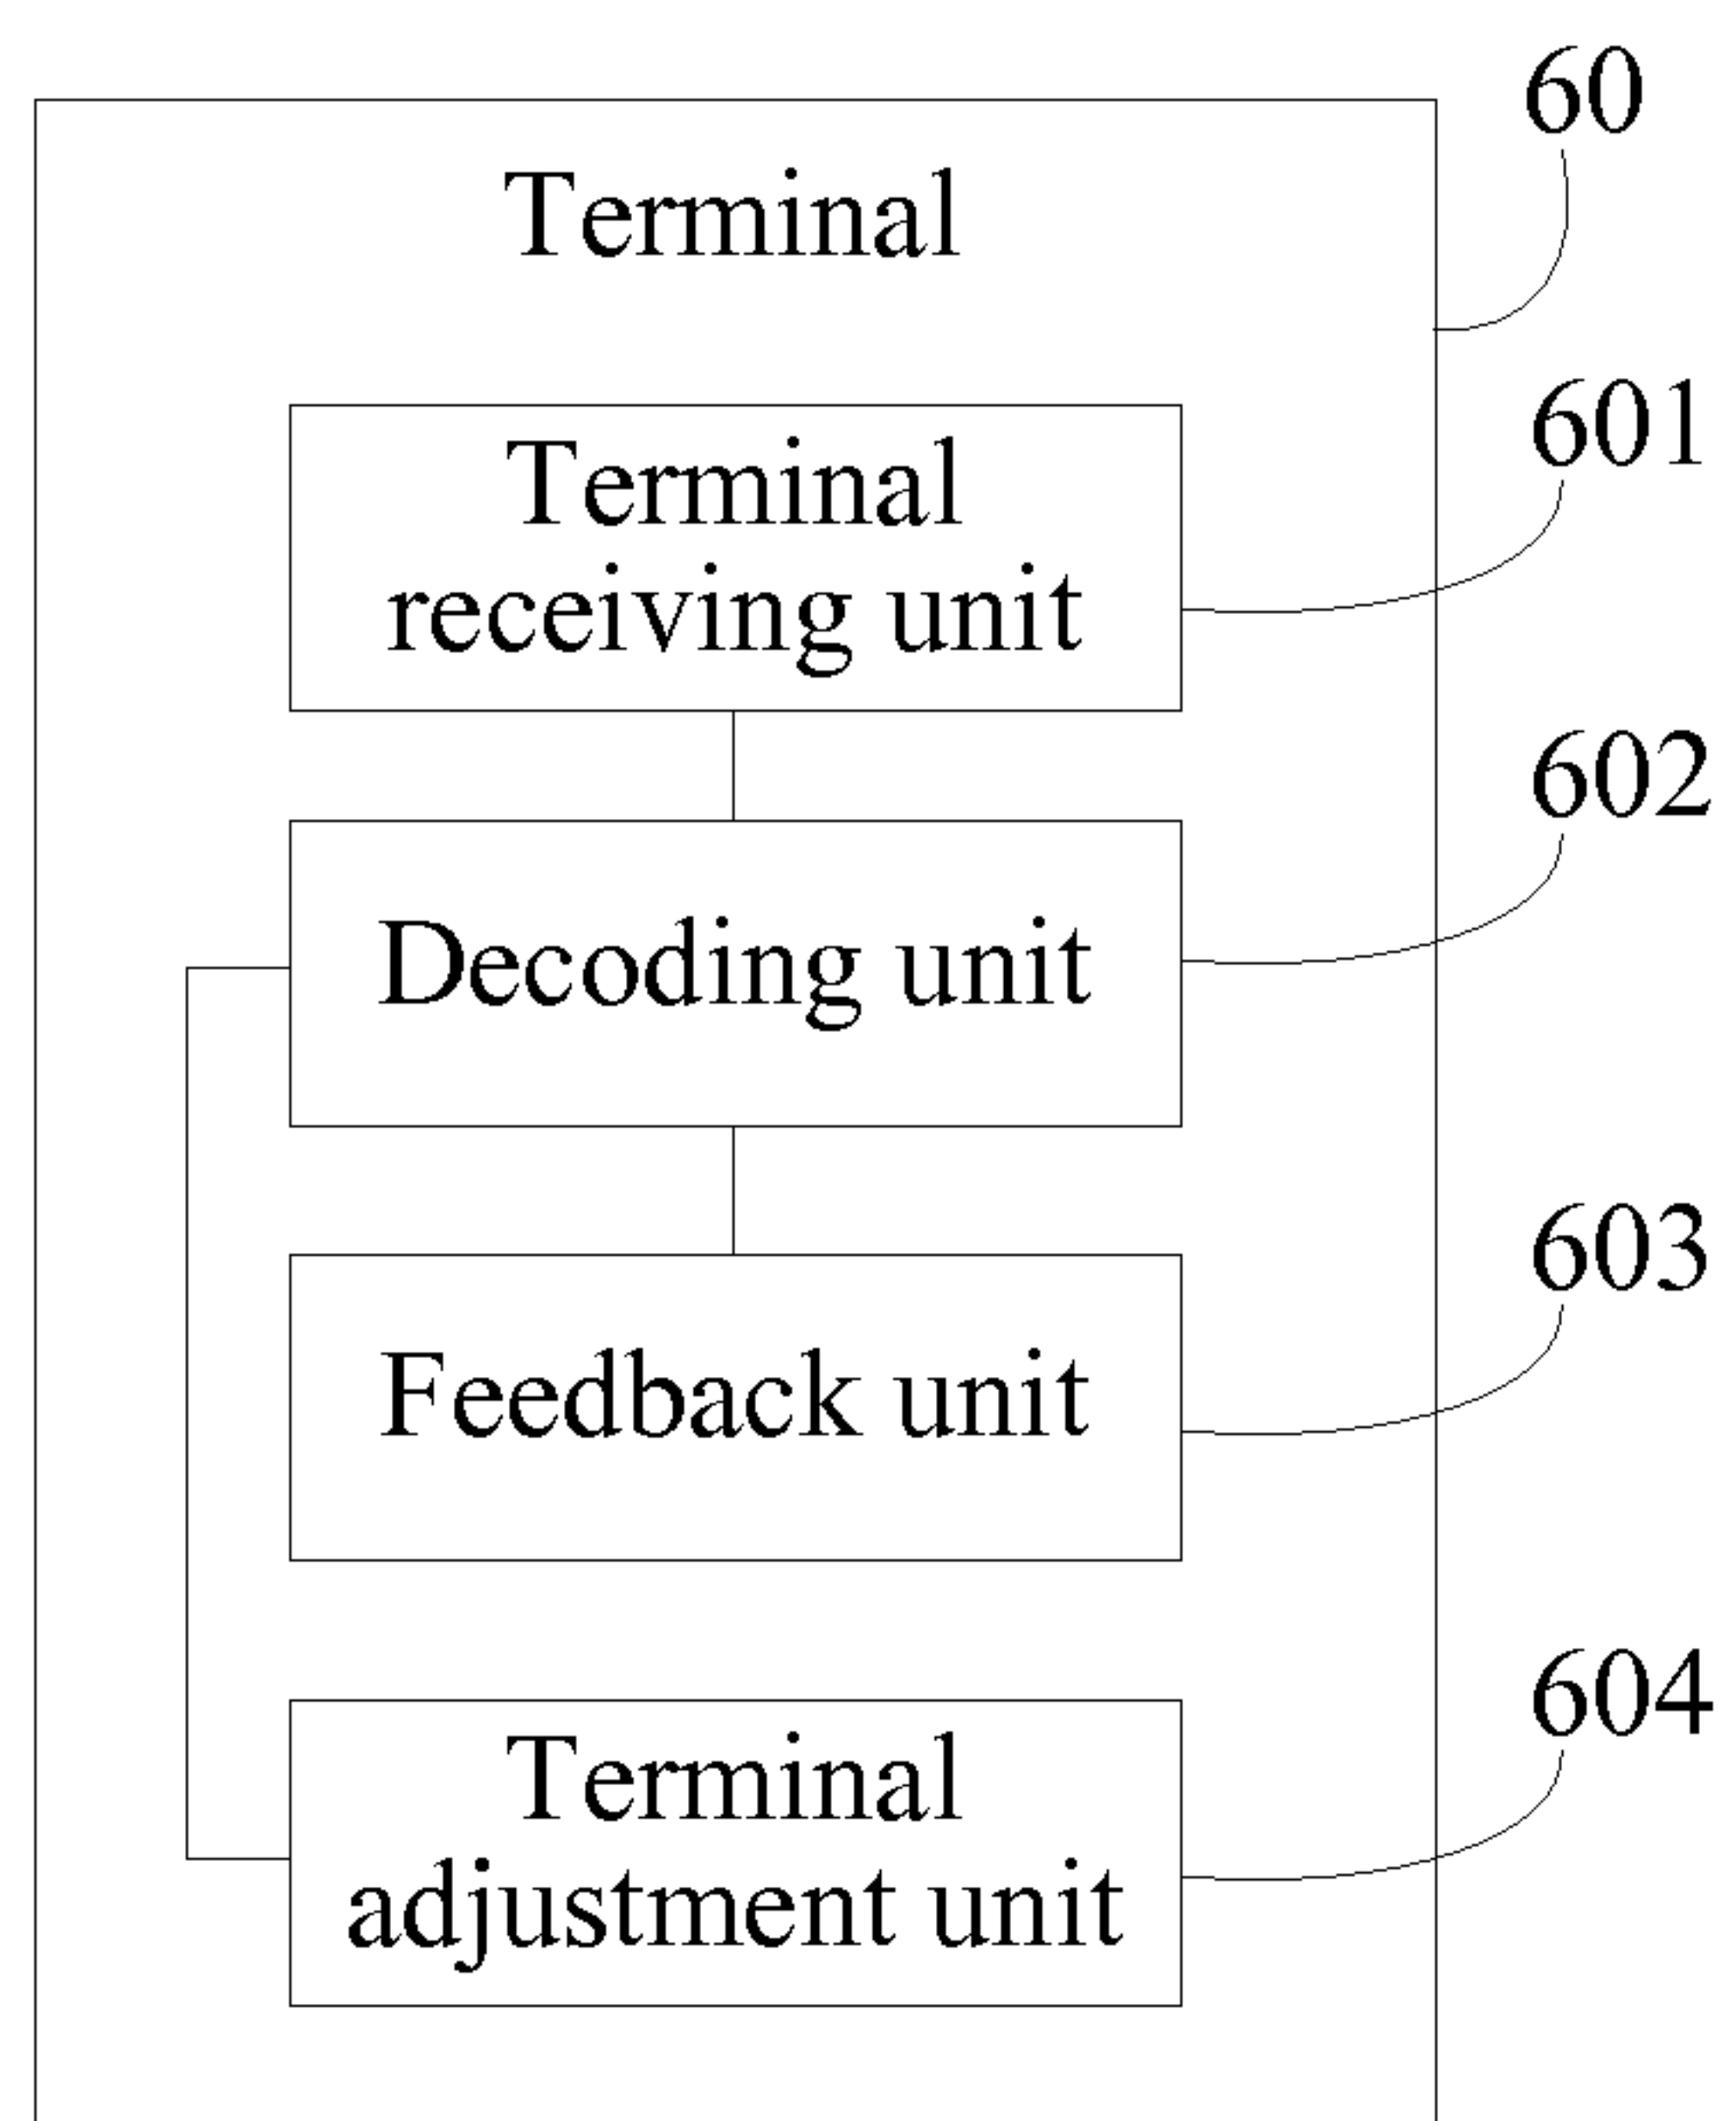 60
Terminal
601
Terminal
receiving unit
602
Decoding unit
603
Feedback unit
604
Terminal
adjustment unit